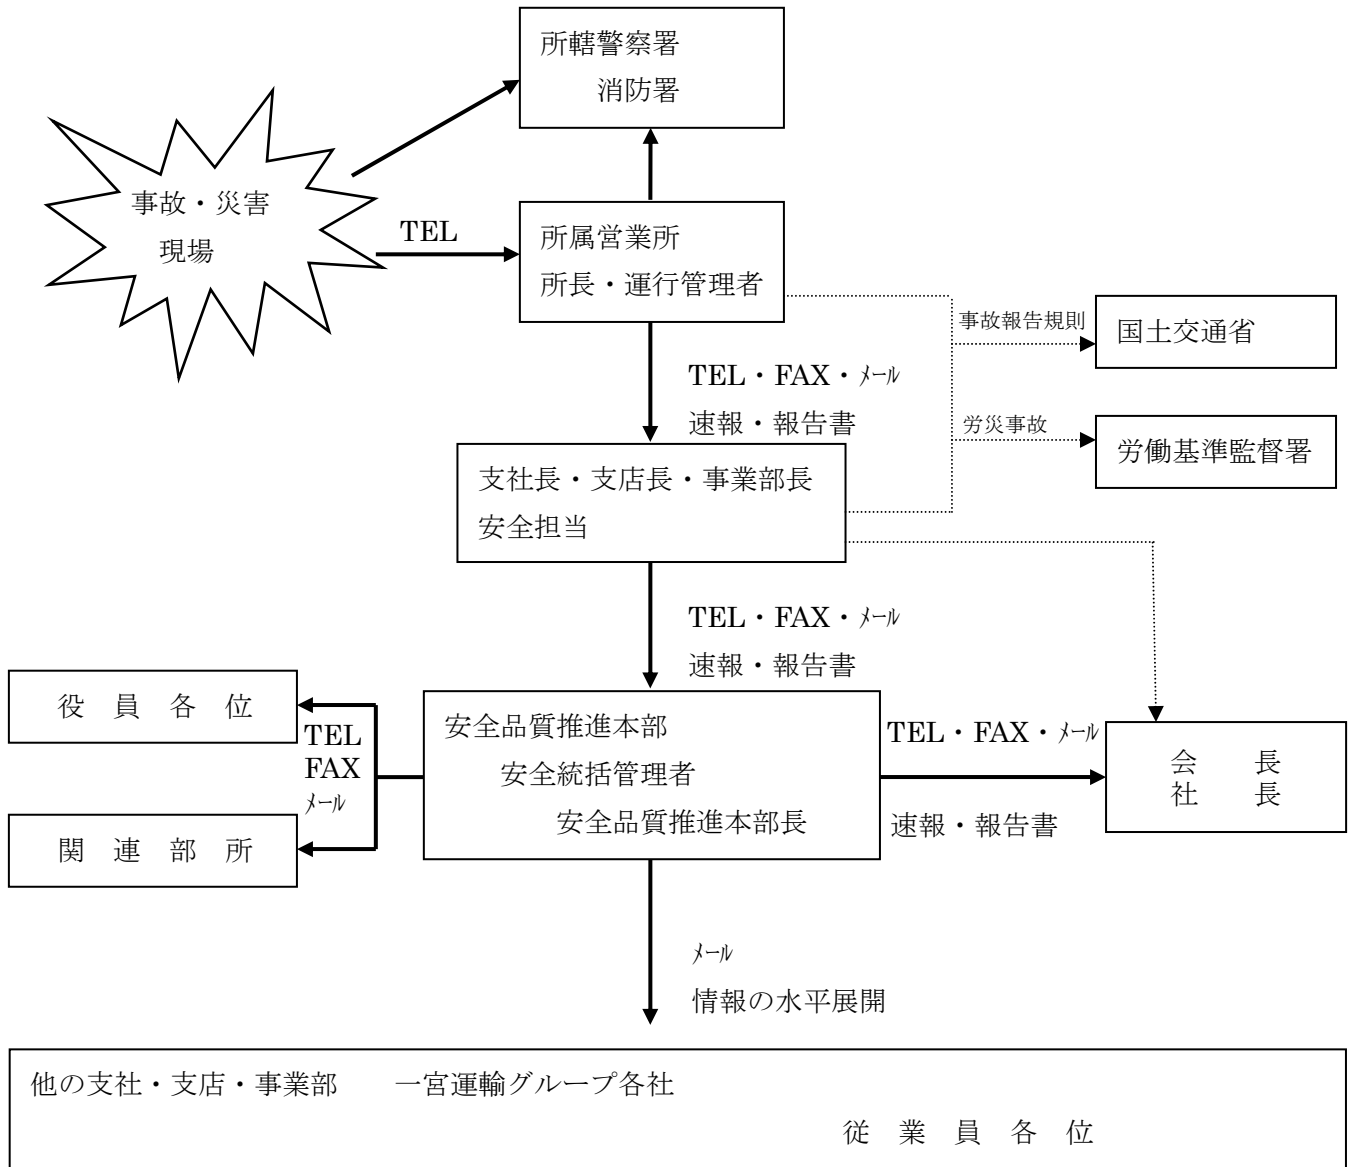 所轄警察署
消防署
事故・災害
現場
TEL
所属営業所
所長・運行管理者
事故報告規則
国土交通省
TEL・FAX・ﾒｰﾙ
速報・報告書
労災事故
労働基準監督署
支社長・支店長・事業部長
安全担当
TEL・FAX・ﾒｰﾙ
速報・報告書
役　員　各　位
TEL
FAX
ﾒｰﾙ
関　連　部　所
安全品質推進本部
安全統括管理者
安全品質推進本部長
TEL・FAX・ﾒｰﾙ
速報・報告書
会　　長
社　　長
ﾒｰﾙ
情報の水平展開
他の支社・支店・事業部　　一宮運輸グループ各社
従　業　員　各　位